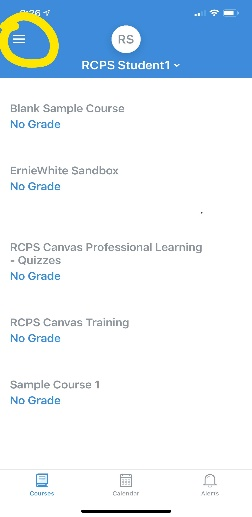 9:26
RS
RCPS Student1
Blank Sample Course
No Grade
ErnieWhite Sandbox
No Grade
RCPS Canvas Professional Learning
- Quizzes
No Grade
RCPS Canvas Training
No Grade
Sample Course 1
No Grade
Courses
Calendar
Alerts